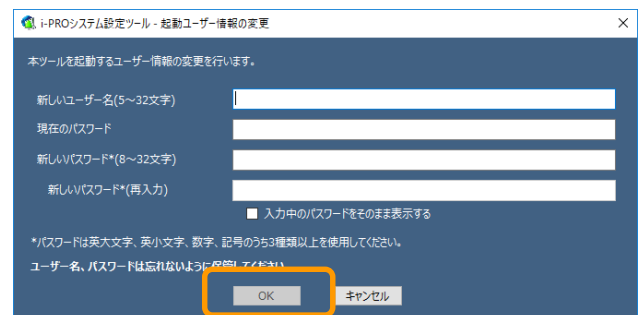 i-PROシステム設定ツール - 起動ユーザー情報の変更
本ツールを起動するユーザー情報の変更を行います。
新しいユーザー名(5～32文字)
現在のパスワード
新しいパスワード*(8～32文字)
新しいパスワード*(再入力)
入力中のパスワードをそのまま表示する
*パスワードは英大文字、英小文字、数字、記号のうち3種類以上を使用してください。
ユーザー名、パスワードは忘れないように保管してください
OK キャンセル